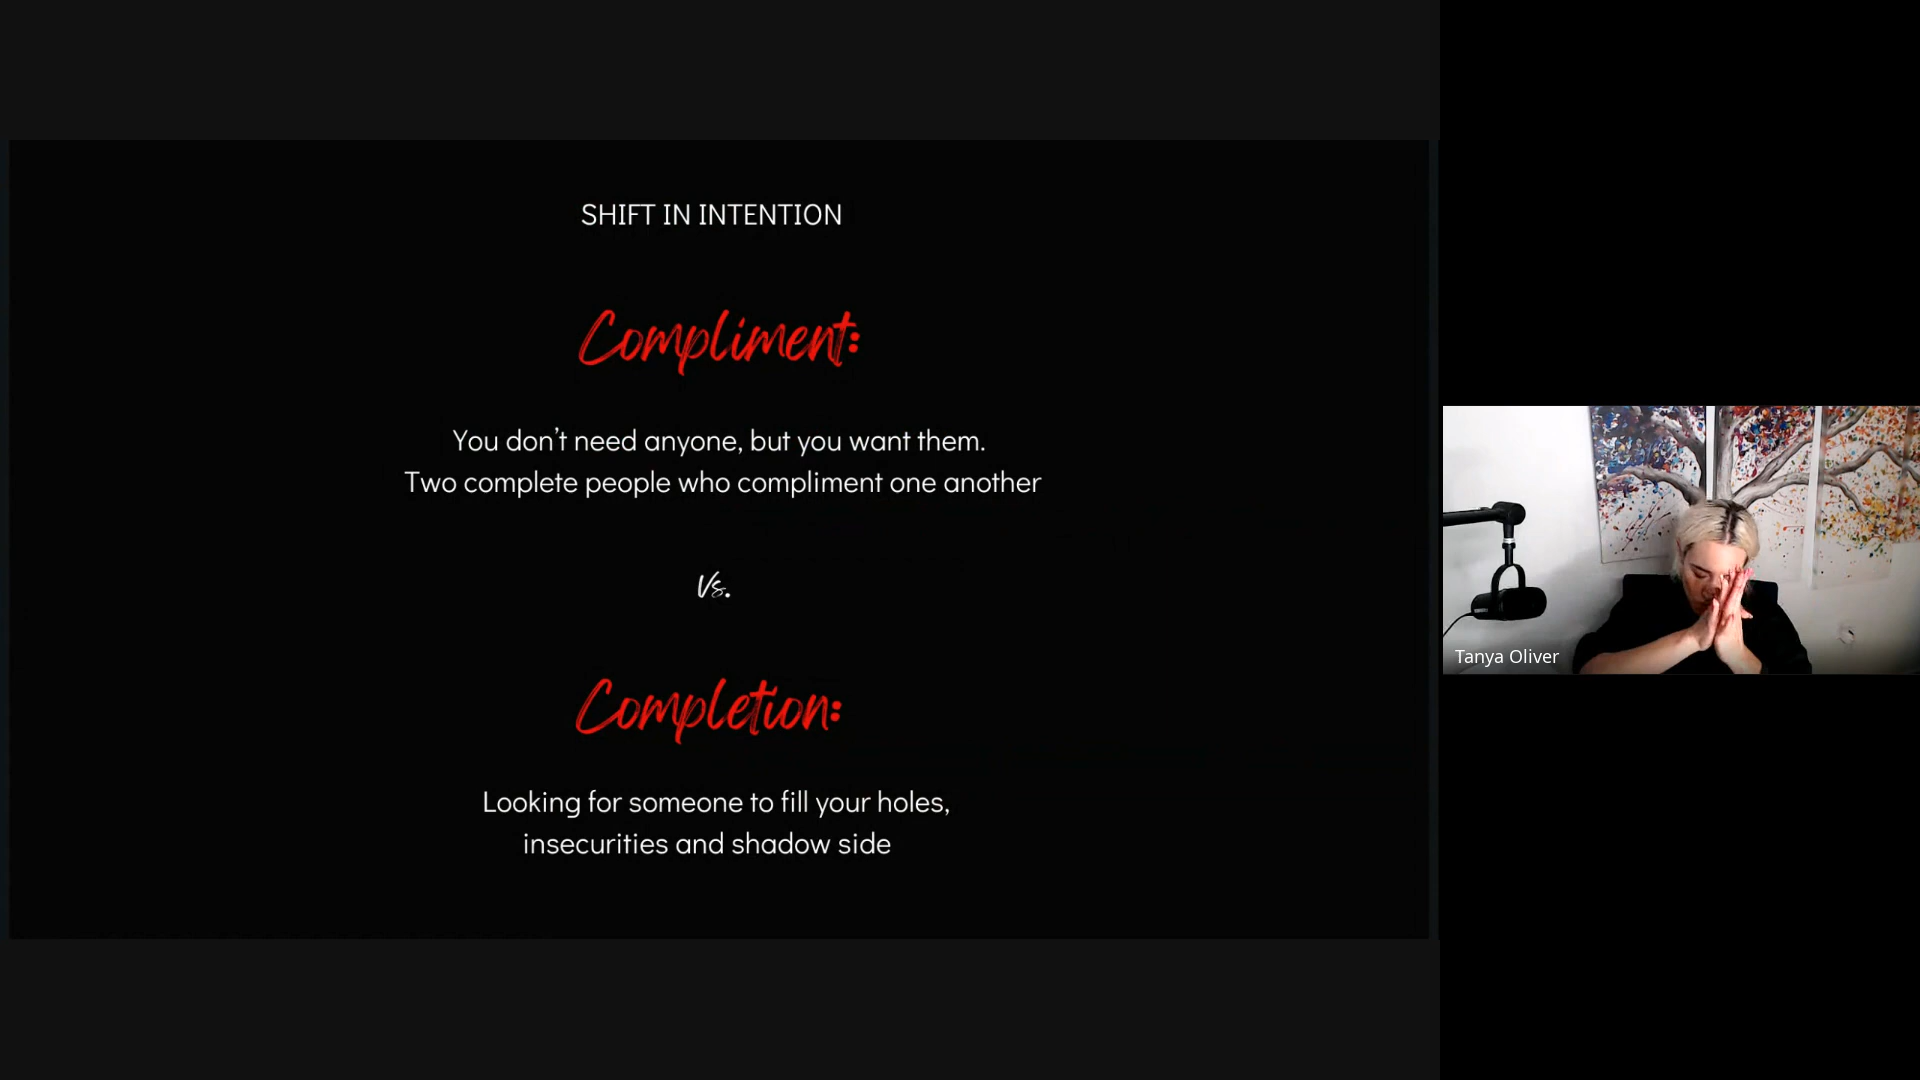 SHIFT IN INTENTION
Compliment:
You don't need anyone, but you want them.
Two complete people who compliment one another
Vs.
Completion:
Looking for someone to fill your holes,
insecurities and shadow side
Tanya Oliver